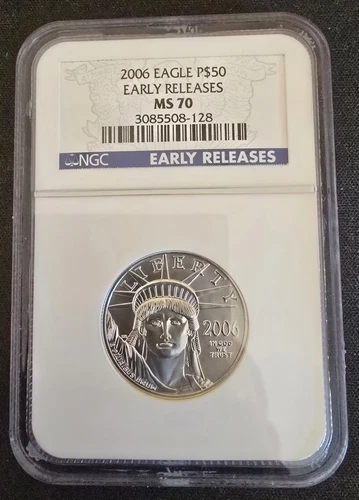 2006 EAGLE P$50
EARLY RELEASES
MS 70
3085508-128
NGC
EARLY RELEASES
LIBERTY
2006
IN GOD
WE
TRUST